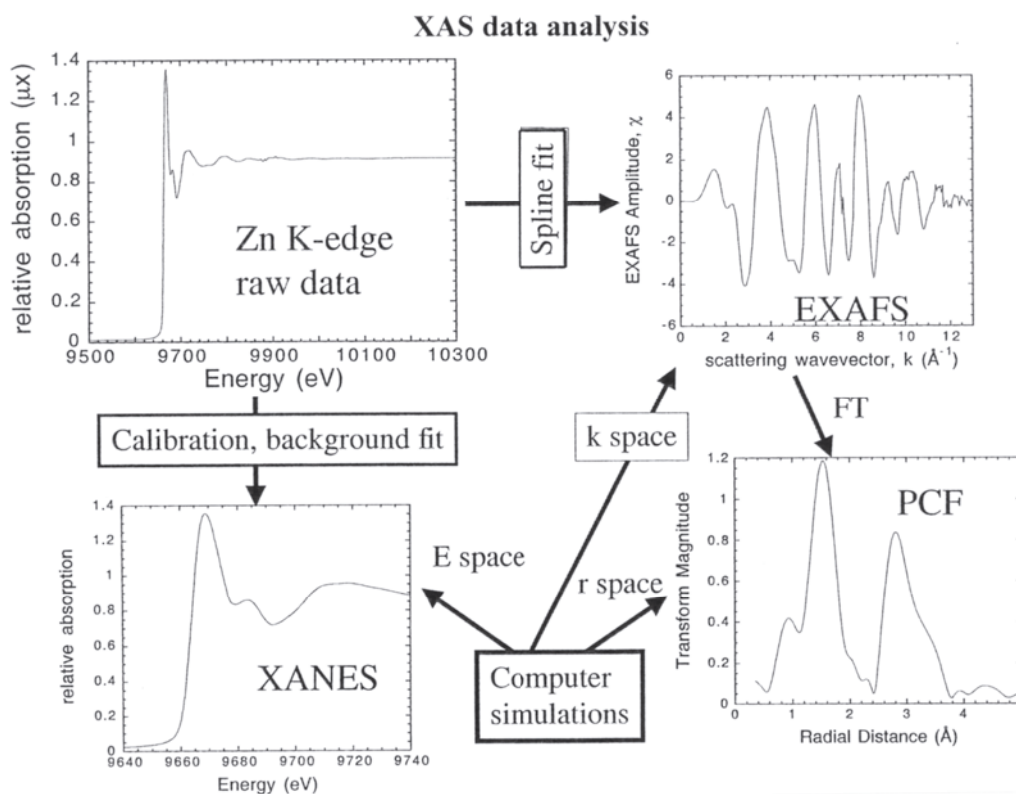 XAS data analysis
relative absorption (μx)
1.4
1.2
1
0.8
0.6
0.4
0.2
0
9500 9700 9900 10100 10300
Energy (eV)
Zn K-edge
raw data
Spline fit
EXAFS Amplitude, χ
6
4
2
0
-2
-4
-6
0 2 4 6 8 10 12
scattering wavevector, k (Å⁻¹)
EXAFS
Calibration, background fit
k space
FT
relative absorption
1.4
1.2
1
0.8
0.6
0.4
0.2
0
9640 9660 9680 9700 9720 9740
Energy (eV)
XANES
E space
r space
Computer
simulations
Transform Magnitude
1.2
1
0.8
0.6
0.4
0.2
0
0 1 2 3 4
Radial Distance (Å)
PCF